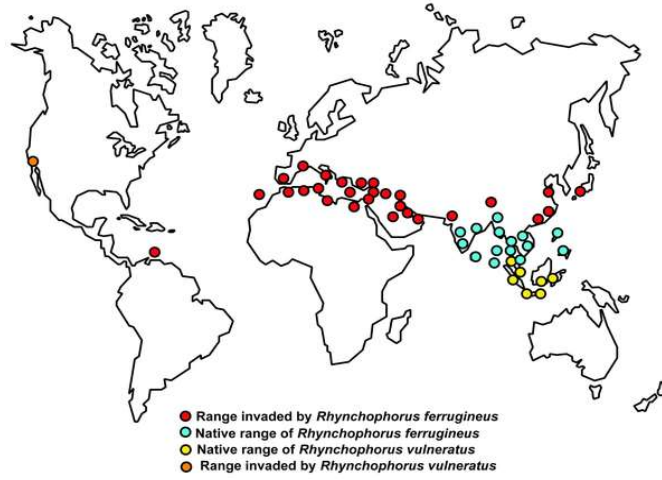 Range invaded by Rhynchophorus ferrugineus
Native range of Rhynchophorus ferrugineus
Native range of Rhynchophorus vulneratus
Range invaded by Rhynchophorus vulneratus